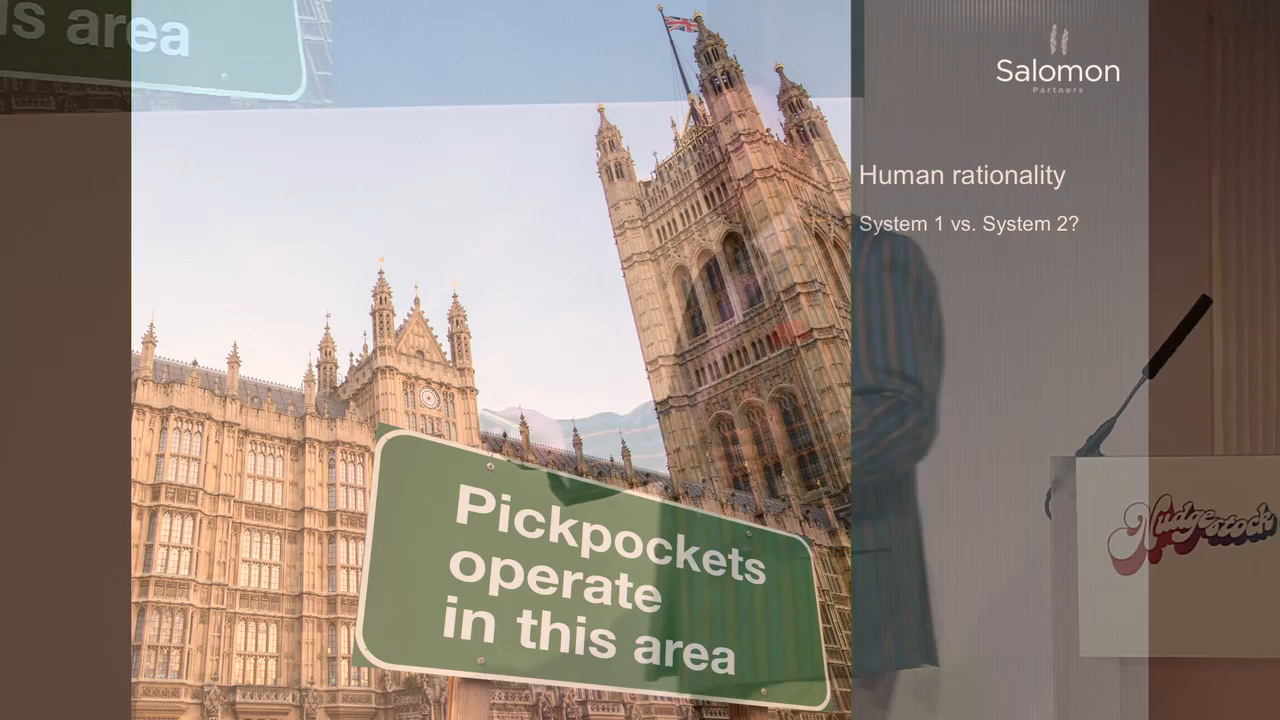 is area
Salomon
Partners
Human rationality
System 1 vs. System 2?
Pickpockets
operate
in this area
Nudgestock